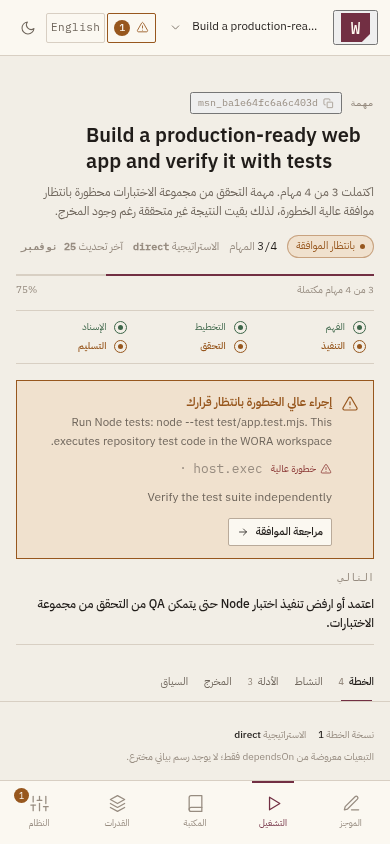 W
Build a production-rea...
1
English
مهمة
msn_ba1e64fc6a6c403d
Build a production-ready web
app and verify it with tests
اكتملت 3 من 4 مهام. مهمة التحقق من مجموعة الاختبارات محظورة بانتظار
موافقة عالية الخطورة، لذلك بقيت النتيجة غير متحققة رغم وجود المخرج.
بانتظار الموافقة
3/4 المهام
الاستراتيجية direct
آخر تحديث 25 نوفمبر
3 من 4 مهام مكتملة
75%
الفهم
التخطيط
الإسناد
التنفيذ
التحقق
التسليم
إجراء عالي الخطورة بانتظار قرارك
Run Node tests: node --test test/app.test.mjs. This
executes repository test code in the WORA workspace.
خطورة عالية host.exec ·
Verify the test suite independently
مراجعة الموافقة
التالي
اعتمد أو ارفض تنفيذ اختبار Node حتى يتمكن QA من التحقق من مجموعة
الاختبارات.
الخطة 4
النشاط
الأدلة 3
المخرج
السياق
نسخة الخطة 1
الاستراتيجية direct
التبعيات معروضة من dependsOn فقط؛ لا يوجد رسم بياني مخترع.
الموجز
التشغيل
المكتبة
القدرات
النظام
1